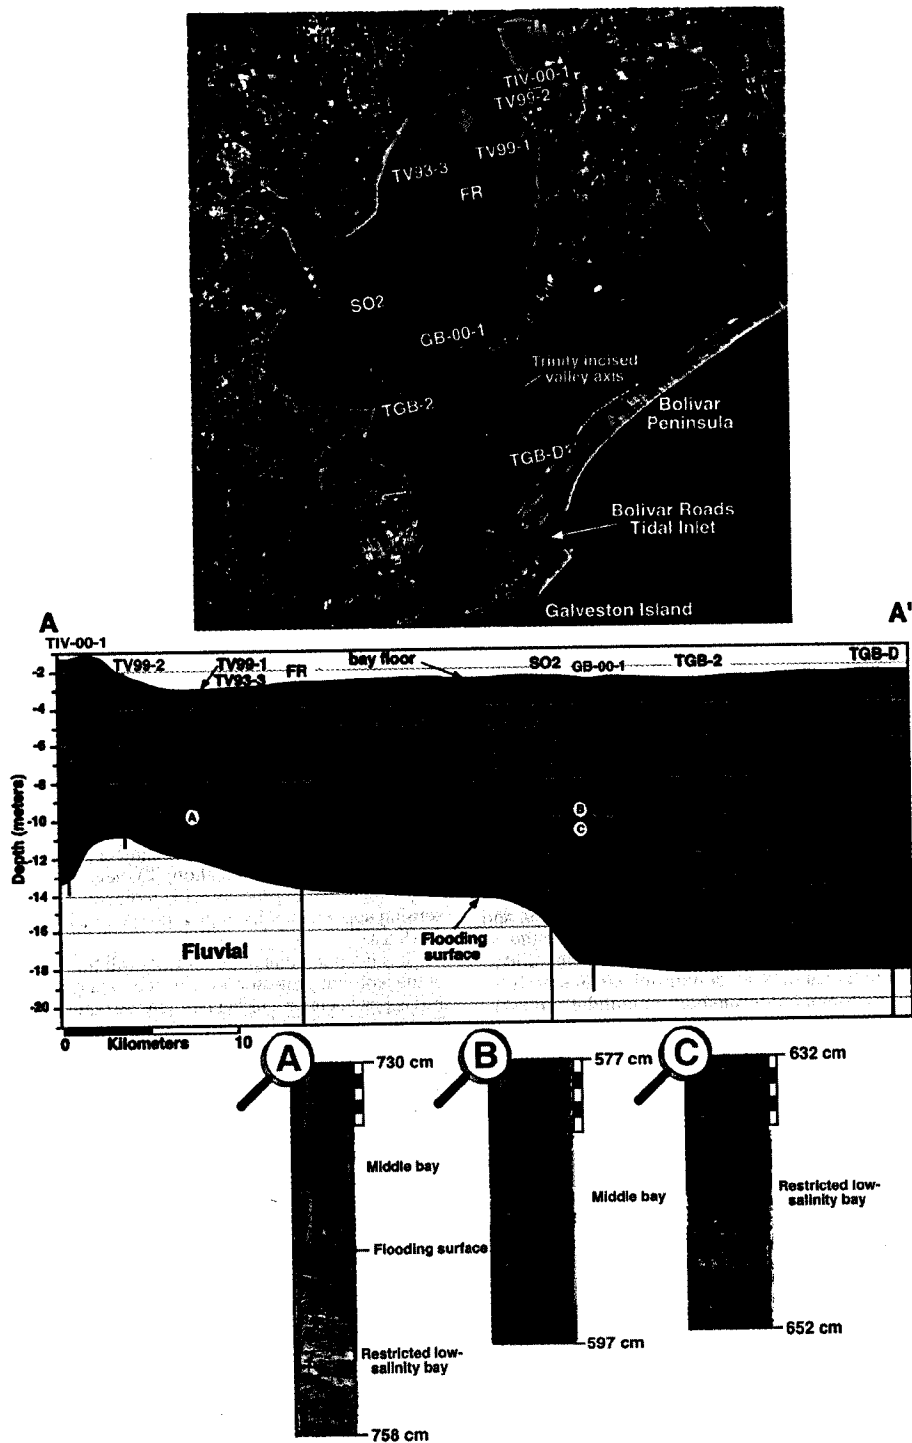 TIV-00-1
TV99-2
TV99-1
TV93-3
FR
SO2
GB-00-1
Trinity incised
valley axis
TGB-2
Bolivar
Peninsula
TGB-D
Bolivar Roads
Tidal Inlet
Galveston Island
A
A'
TIV-00-1
TV99-2
TV99-1
TV93-3
FR
bay floor
SO2
GB-00-1
TGB-2
TGB-D
Depth (meters)
-2
-4
-6
-8
-10
-12
-14
-16
-18
-20
A
B
C
Fluvial
Flooding
surface
0
Kilometers
10
A
730 cm
Middle bay
Flooding surface
Restricted low-
salinity bay
758 cm
B
577 cm
Middle bay
597 cm
C
632 cm
Restricted low-
salinity bay
652 cm